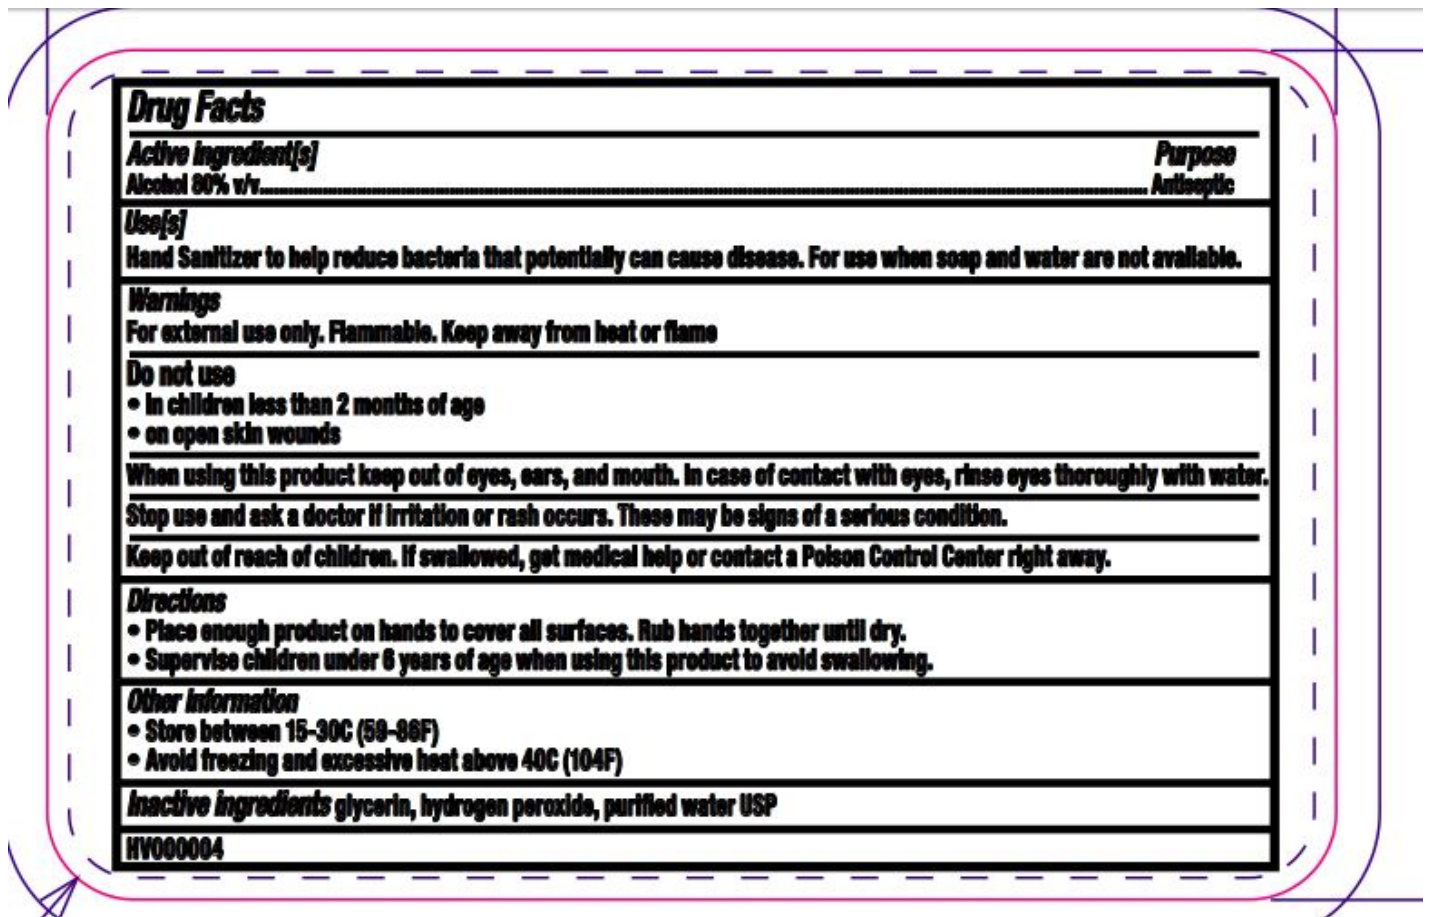 Drug Facts
Active ingredient[s] Purpose
Alcohol 80% v/v........................................................................................................................ Antiseptic
Use[s]
Hand Sanitizer to help reduce bacteria that potentially can cause disease. For use when soap and water are not available.
Warnings
For external use only. Flammable. Keep away from heat or flame
Do not use
• in children less than 2 months of age
• on open skin wounds
When using this product keep out of eyes, ears, and mouth. In case of contact with eyes, rinse eyes thoroughly with water.
Stop use and ask a doctor if irritation or rash occurs. These may be signs of a serious condition.
Keep out of reach of children. If swallowed, get medical help or contact a Poison Control Center right away.
Directions
• Place enough product on hands to cover all surfaces. Rub hands together until dry.
• Supervise children under 6 years of age when using this product to avoid swallowing.
Other information
• Store between 15-30C (59-86F)
• Avoid freezing and excessive heat above 40C (104F)
Inactive ingredients glycerin, hydrogen peroxide, purified water USP
HV000004